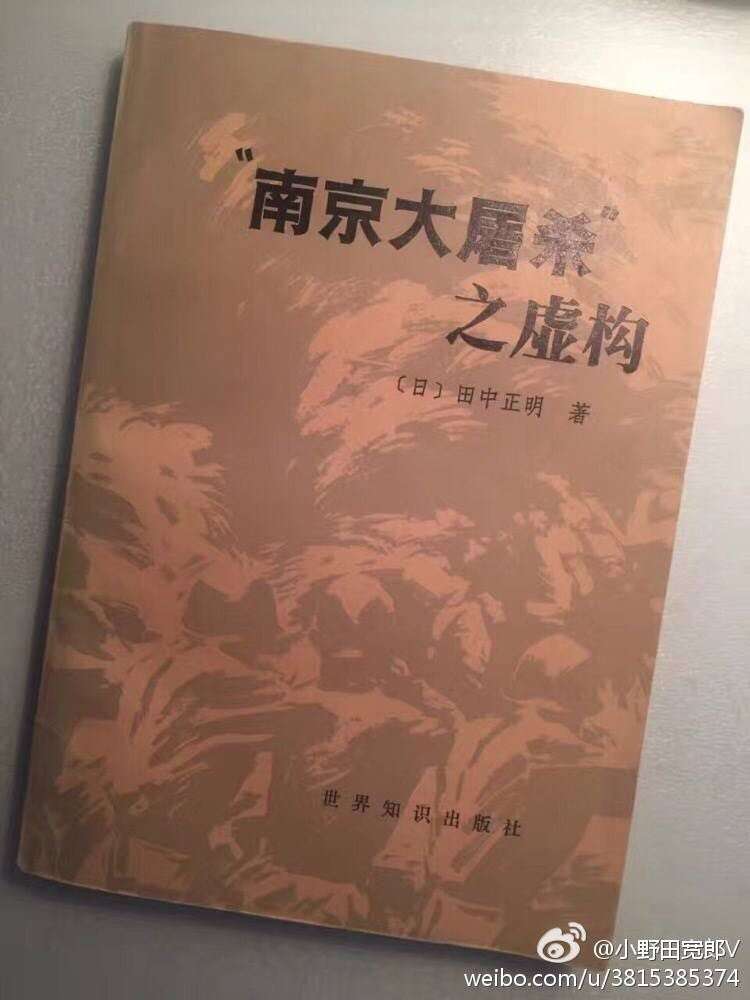 “南京大屠杀”
之虚构
〔日〕田中正明 著
世界知识出版社
@小野田宽郎V
weibo.com/u/3815385374